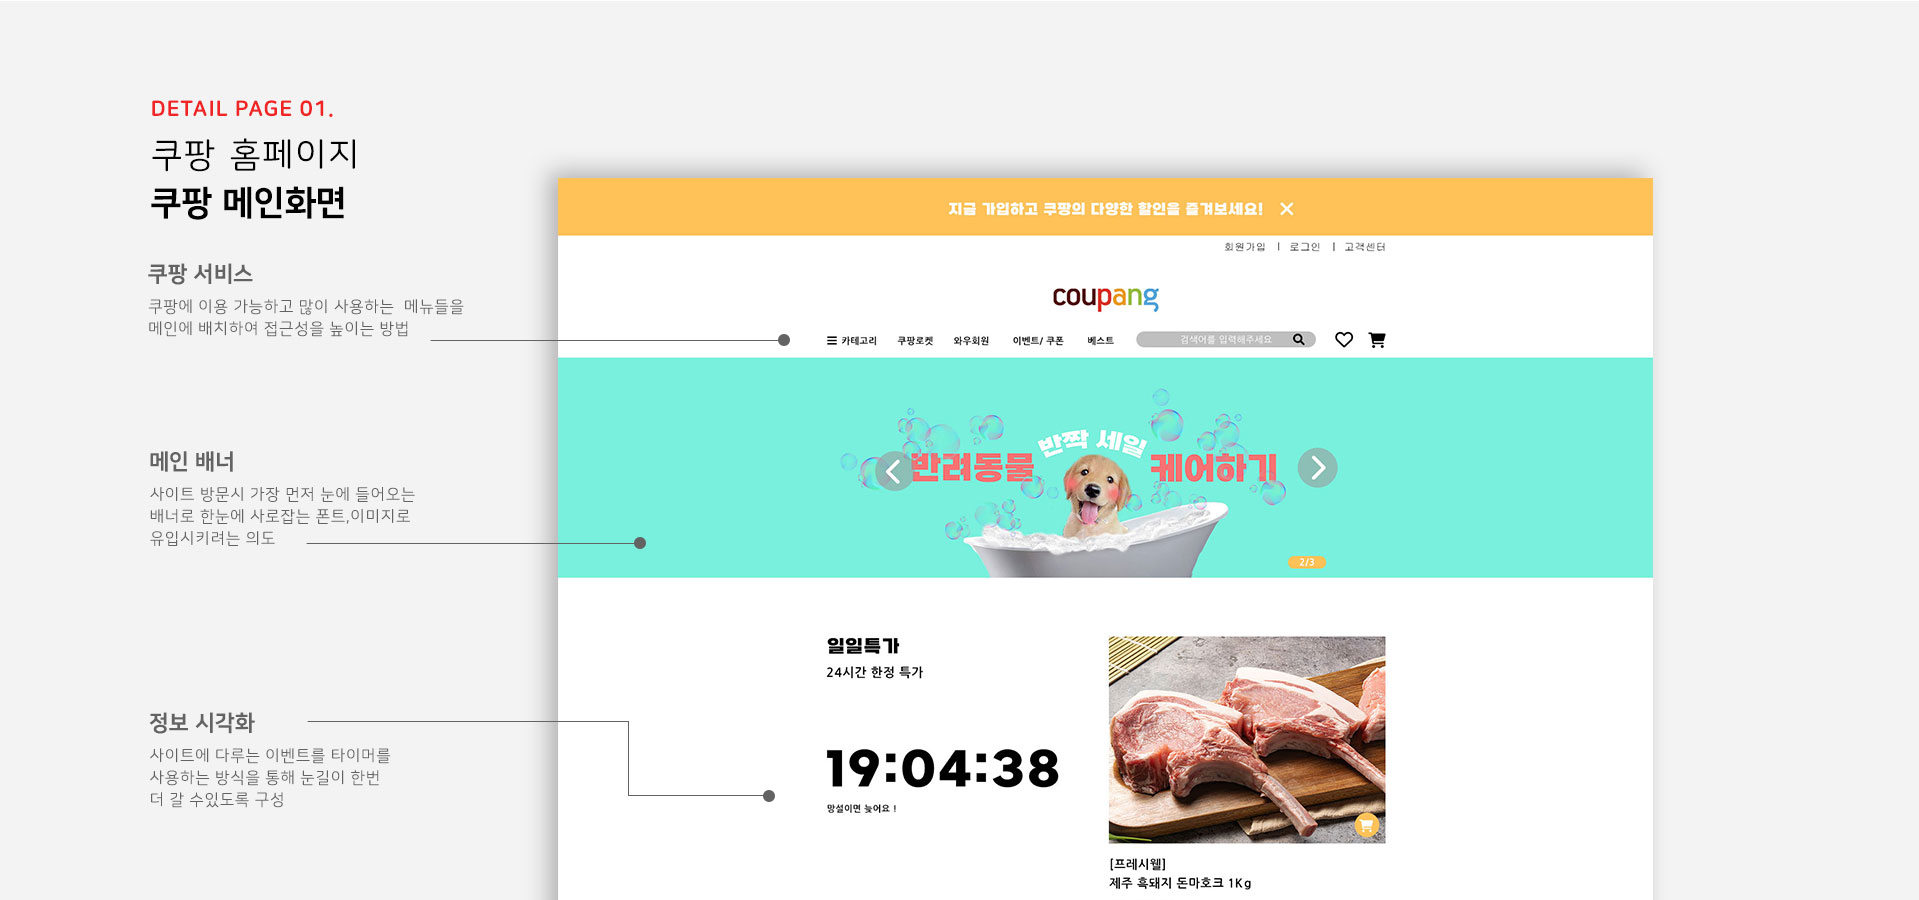 DETAIL PAGE 01.
쿠팡 홈페이지
쿠팡 메인화면
쿠팡 서비스
쿠팡에 이용 가능하고 많이 사용하는 메뉴들을
메인에 배치하여 접근성을 높이는 방법
메인 배너
사이트 방문시 가장 먼저 눈에 들어오는
배너로 한눈에 사로잡는 폰트,이미지로
유입시키려는 의도
정보 시각화
사이트에 다루는 이벤트를 타이머를
사용하는 방식을 통해 눈길이 한번
더 갈 수있도록 구성
지금 가입하고 쿠팡의 다양한 할인을 즐겨보세요!
회원가입 | 로그인 | 고객센터
coupang
카테고리 쿠팡로켓 와우회원 이벤트/ 쿠폰 베스트 검색어를 입력해주세요
반짝 세일
반려동물 케어하기
2/3
일일특가
24시간 한정 특가
19:04:38
망설이면 늦어요 !
[프레시웰]
제주 흑돼지 돈마호크 1Kg